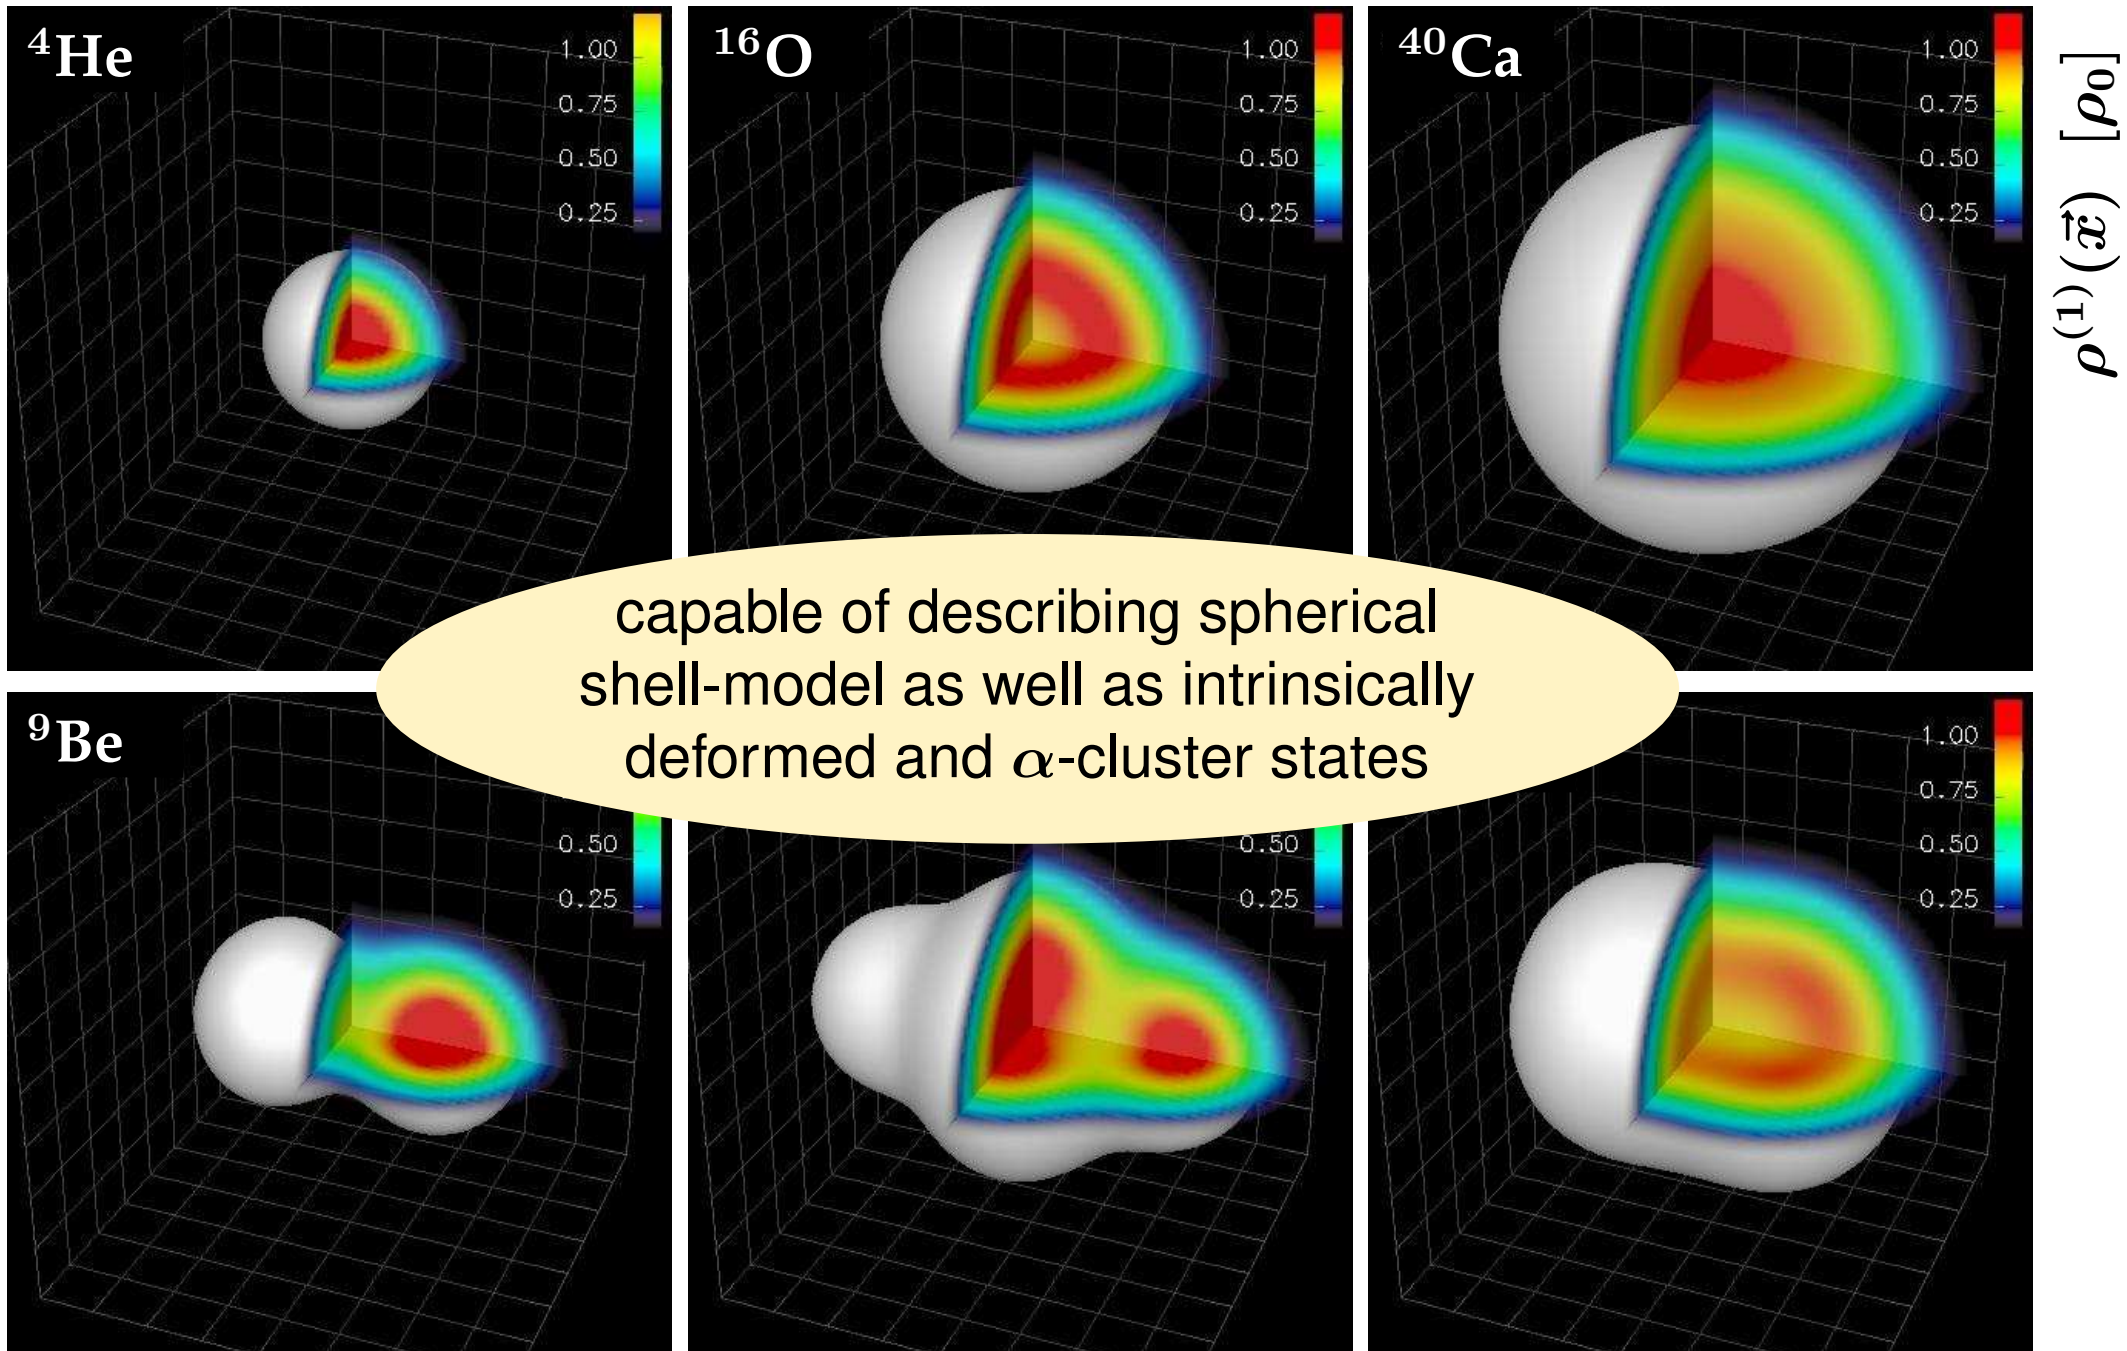 ⁴He
1.00
0.75
0.50
0.25
¹⁶O
1.00
0.75
0.50
0.25
⁴⁰Ca
1.00
0.75
0.50
0.25
ρ⁽¹⁾(x⃗) [ρ₀]
capable of describing spherical
shell-model as well as intrinsically
deformed and α-cluster states
⁹Be
0.50
0.25
0.50
0.25
1.00
0.75
0.50
0.25